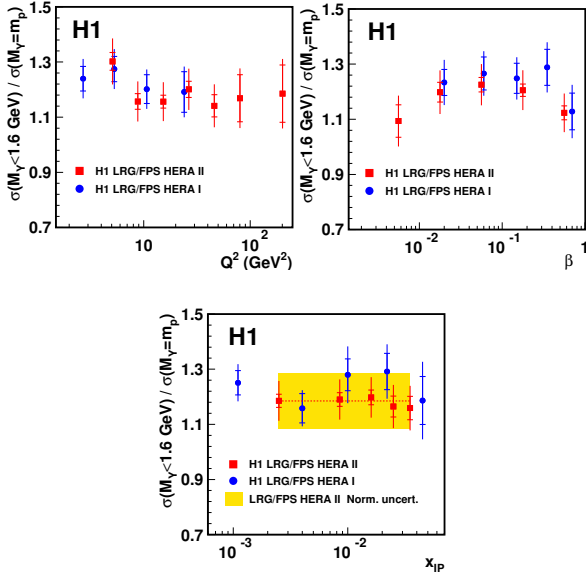 H1
σ(M_Y<1.6 GeV) / σ(M_Y=m_p)
1.5
1.3
1.1
0.9
0.7
H1 LRG/FPS HERA II
H1 LRG/FPS HERA I
10
10^2
Q^2 (GeV^2)
H1
σ(M_Y<1.6 GeV) / σ(M_Y=m_p)
1.5
1.3
1.1
0.9
0.7
H1 LRG/FPS HERA II
H1 LRG/FPS HERA I
10^-2
10^-1
1
β
H1
σ(M_Y<1.6 GeV) / σ(M_Y=m_p)
1.5
1.3
1.1
0.9
0.7
H1 LRG/FPS HERA II
H1 LRG/FPS HERA I
LRG/FPS HERA II Norm. uncert.
10^-3
10^-2
x_IP